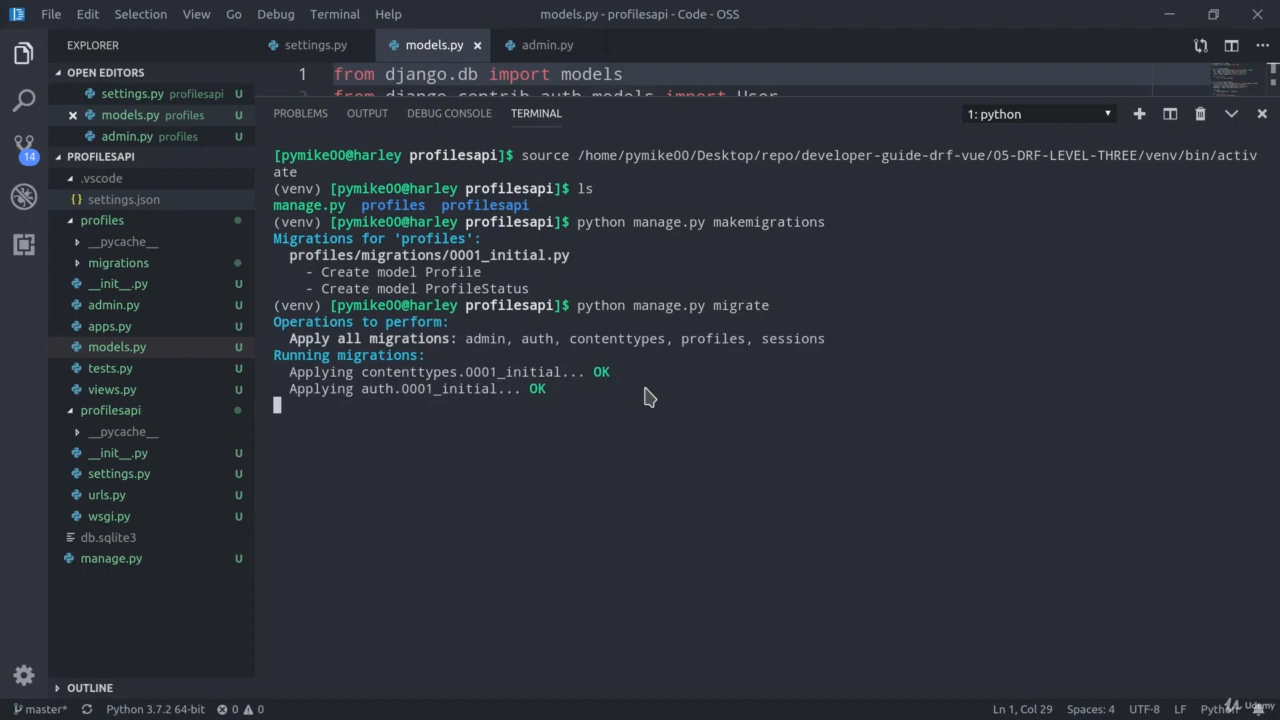 File Edit Selection View Go Debug Terminal Help models.py - profilesapi - Code - OSS
EXPLORER
settings.py models.py × admin.py
OPEN EDITORS
settings.py profilesapi U
models.py profiles U
admin.py profiles U
14
PROFILESAPI
.vscode
{} settings.json
profiles
__pycache__
migrations
__init__.py U
admin.py U
apps.py U
models.py U
tests.py U
views.py U
profilesapi
__pycache__
__init__.py U
settings.py U
urls.py U
wsgi.py U
db.sqlite3
manage.py U
OUTLINE
1 from django.db import models
from django.contrib.auth.models import User
PROBLEMS OUTPUT DEBUG CONSOLE TERMINAL 1: python
[pymike00@harley profilesapi]$ source /home/pymike00/Desktop/repo/developer-guide-drf-vue/05-DRF-LEVEL-THREE/venv/bin/activ
ate
(venv) [pymike00@harley profilesapi]$ ls
manage.py profiles profilesapi
(venv) [pymike00@harley profilesapi]$ python manage.py makemigrations
Migrations for 'profiles':
profiles/migrations/0001_initial.py
- Create model Profile
- Create model ProfileStatus
(venv) [pymike00@harley profilesapi]$ python manage.py migrate
Operations to perform:
Apply all migrations: admin, auth, contenttypes, profiles, sessions
Running migrations:
Applying contenttypes.0001_initial... OK
Applying auth.0001_initial... OK
master* Python 3.7.2 64-bit 0 0 Ln 1, Col 29 Spaces: 4 UTF-8 LF Python
Udemy